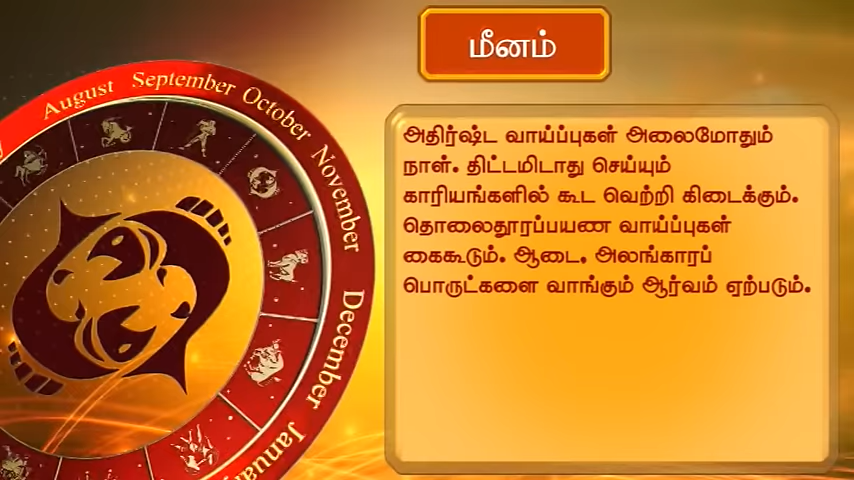 மீனம்
அதிர்ஷ்ட வாய்ப்புகள் அலைமோதும்
நாள். திட்டமிடாது செய்யும்
காரியங்களில் கூட வெற்றி கிடைக்கும்.
தொலைதூரப்பயண வாய்ப்புகள்
கைகூடும். ஆடை, அலங்காரப்
பொருட்களை வாங்கும் ஆர்வம் ஏற்படும்.
August
September
October
November
December